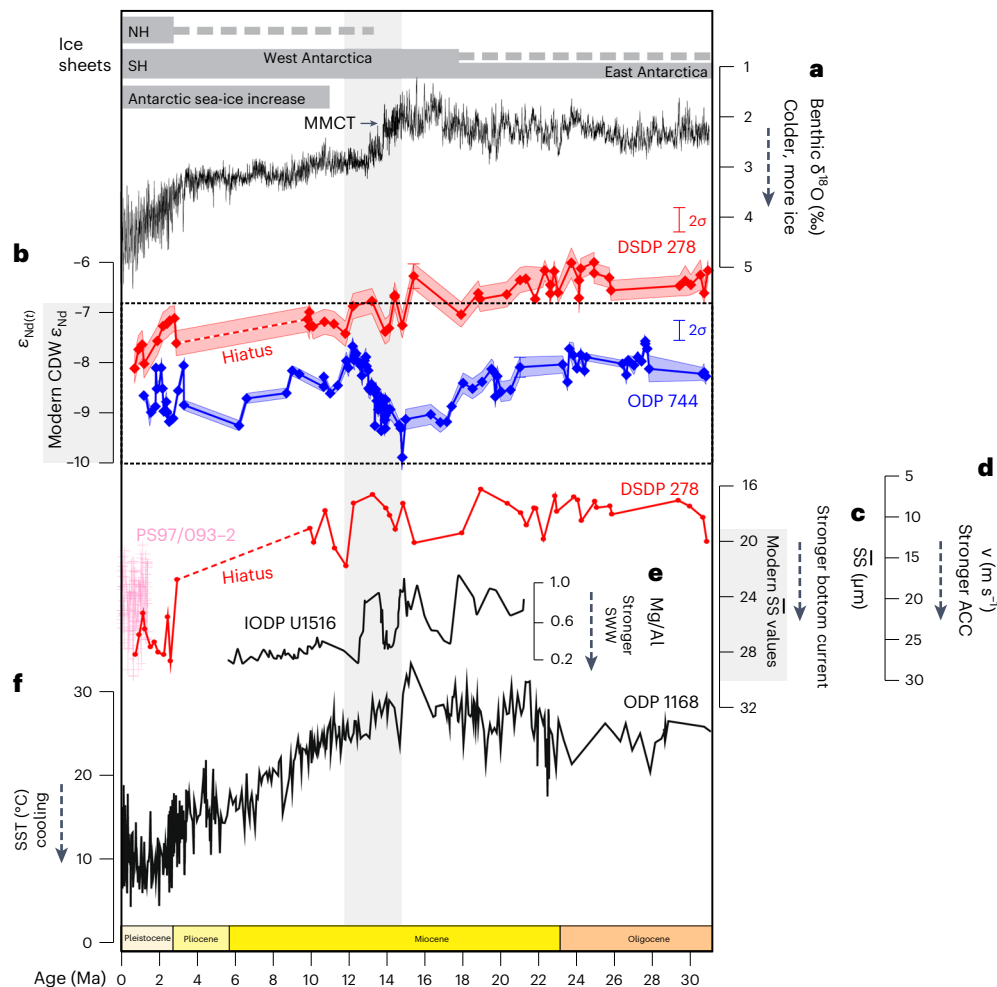 Ice
sheets
NH
SH
West Antarctica
East Antarctica
Antarctic sea-ice increase
MMCT
a
Benthic δ¹⁸O (‰)
Colder, more ice
1
2
3
4
5
2σ
DSDP 278
b
εNd(t)
Modern CDW εNd
–6
–7
–8
–9
–10
Hiatus
2σ
ODP 744
DSDP 278
PS97/093–2
Hiatus
16
20
24
28
32
Modern SS values
Stronger bottom current
c
SS (µm)
5
10
15
20
25
30
d
v (m s⁻¹)
Stronger ACC
e
Mg/Al
1.0
0.6
0.2
Stronger
SWW
IODP U1516
f
30
20
10
0
SST (°C)
cooling
ODP 1168
Pleistocene Pliocene Miocene Oligocene
Age (Ma) 0 2 4 6 8 10 12 14 16 18 20 22 24 26 28 30